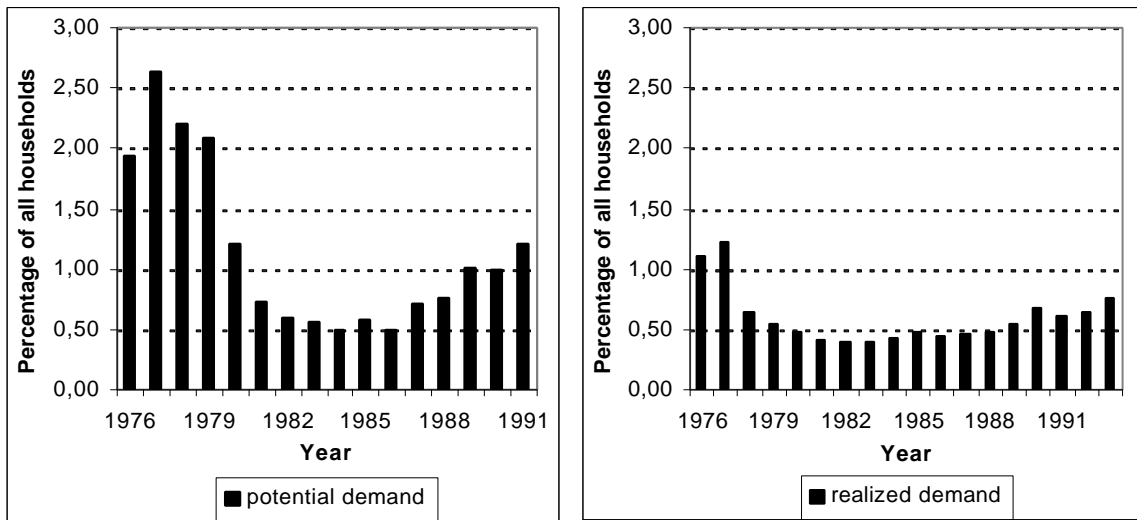 Percentage of all households
3,00
2,50
2,00
1,50
1,00
0,50
0,00
1976 1979 1982 1985 1988 1991
Year
potential demand
Percentage of all households
3,00
2,50
2,00
1,50
1,00
0,50
0,00
1976 1979 1982 1985 1988 1991
Year
realized demand